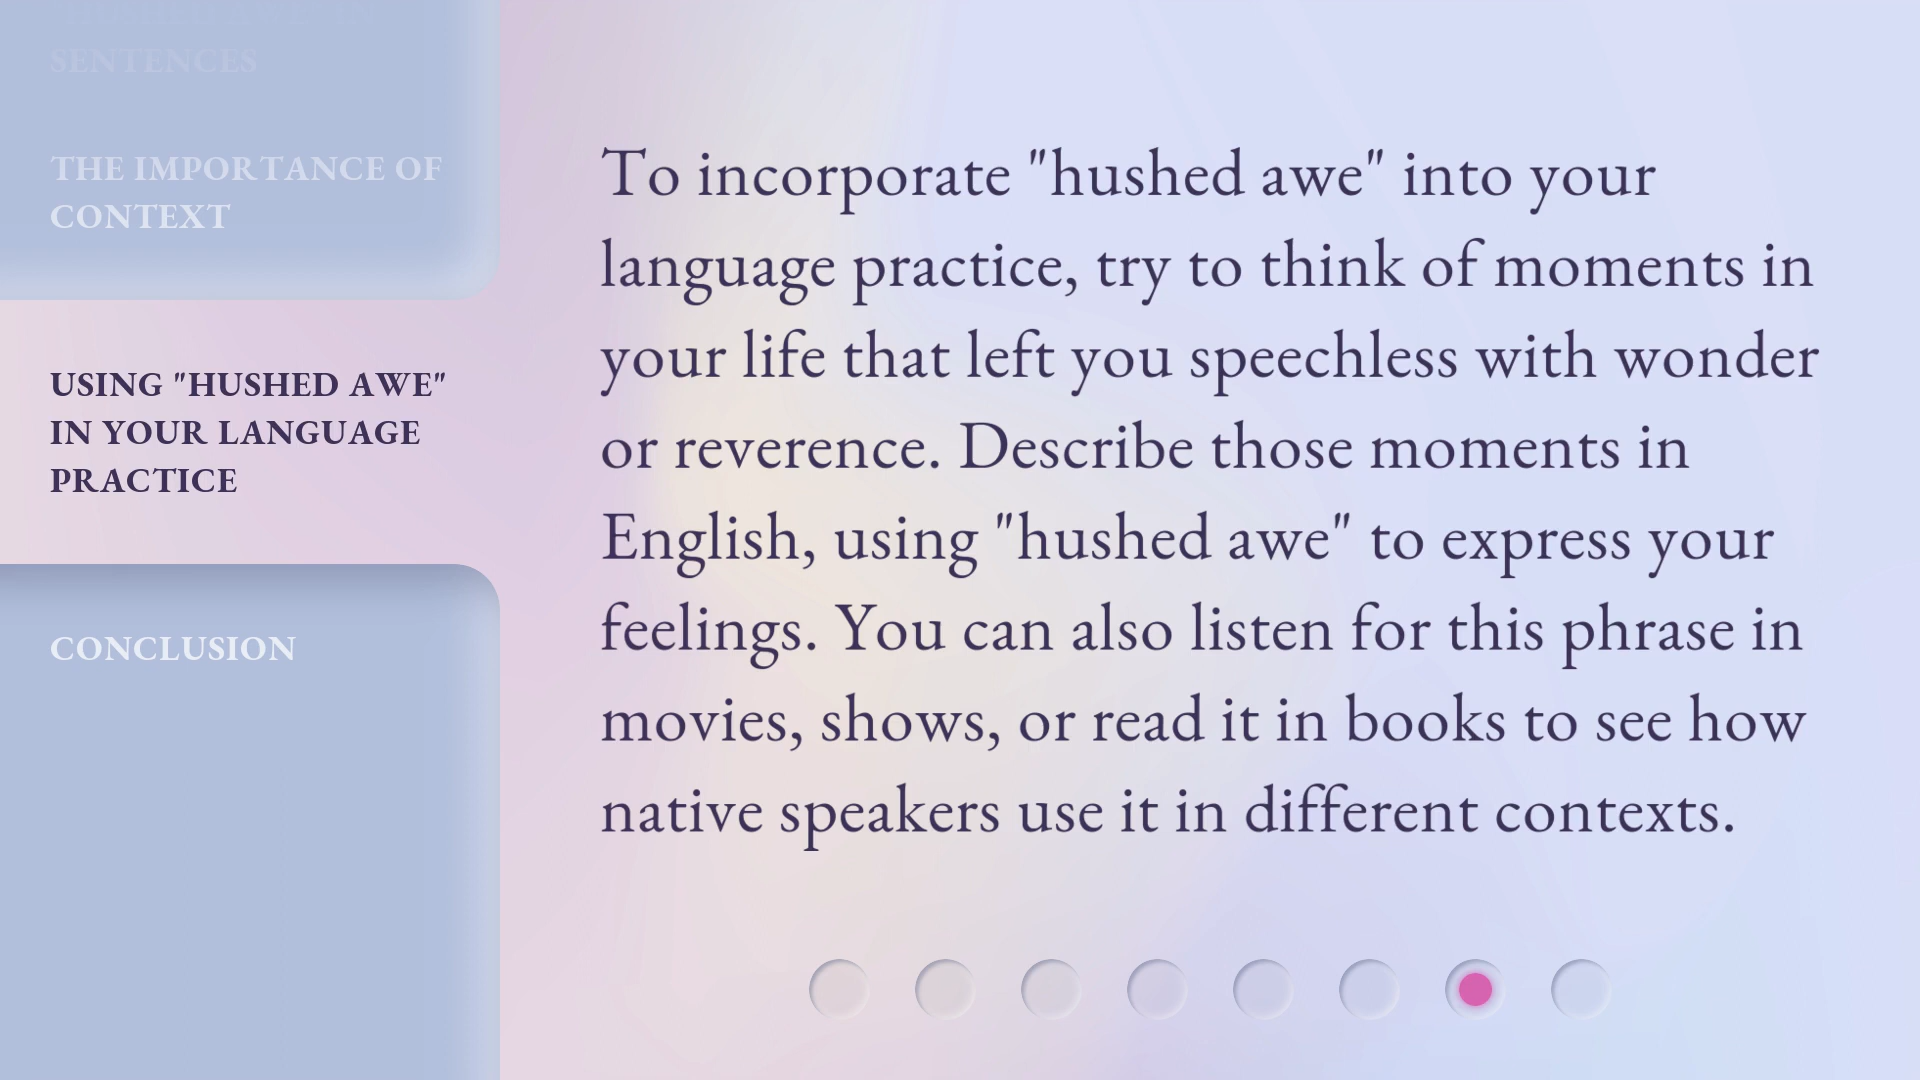 "HUSHED AWE" IN
SENTENCES
THE IMPORTANCE OF
CONTEXT
USING "HUSHED AWE"
IN YOUR LANGUAGE
PRACTICE
CONCLUSION
To incorporate "hushed awe" into your
language practice, try to think of moments in
your life that left you speechless with wonder
or reverence. Describe those moments in
English, using "hushed awe" to express your
feelings. You can also listen for this phrase in
movies, shows, or read it in books to see how
native speakers use it in different contexts.